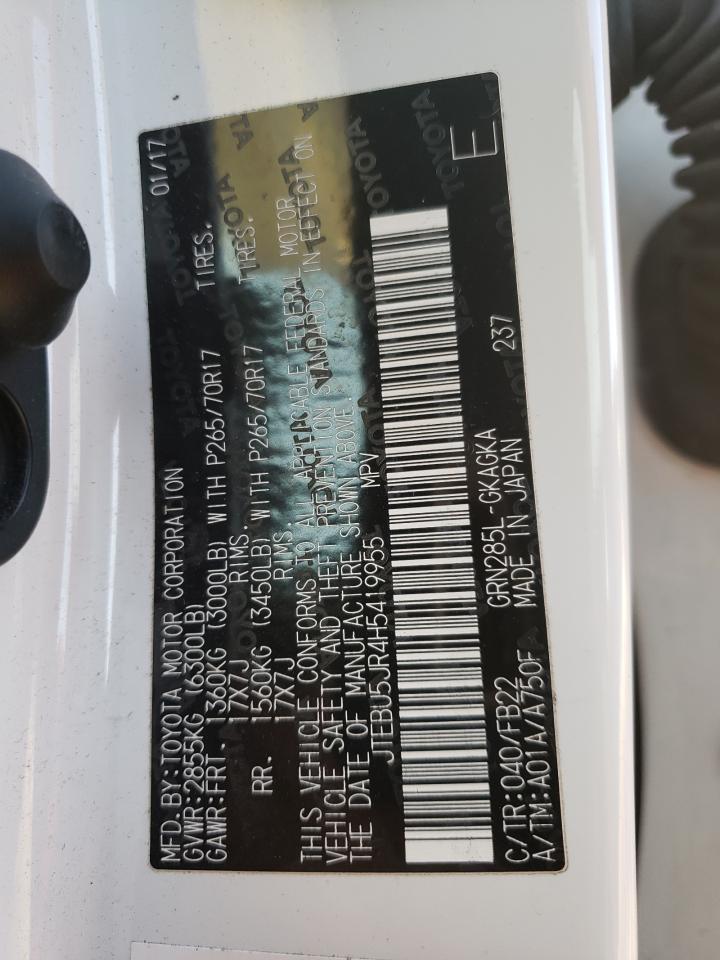 MFD.BY:TOYOTA MOTOR CORPORATION 01/17
GVWR:2855KG (6300LB)
GAWR:FRT. 1360KG (3000LB) WITH P265/70R17 TIRES.
17X7J RIMS.
RR. 1560KG (3450LB) WITH P265/70R17 TIRES.
17X7J RIMS.
THIS VEHICLE CONFORMS TO ALL APPLICABLE FEDERAL MOTOR
VEHICLE SAFETY AND THEFT PREVENTION STANDARDS IN EFFECT ON
THE DATE OF MANUFACTURE SHOWN ABOVE.
JTEBU5JR4H5419955 MPV
E
C/TR:040/FB22 GRN285L-GKAGKA
A/TM:A01A/A750F MADE IN JAPAN 237